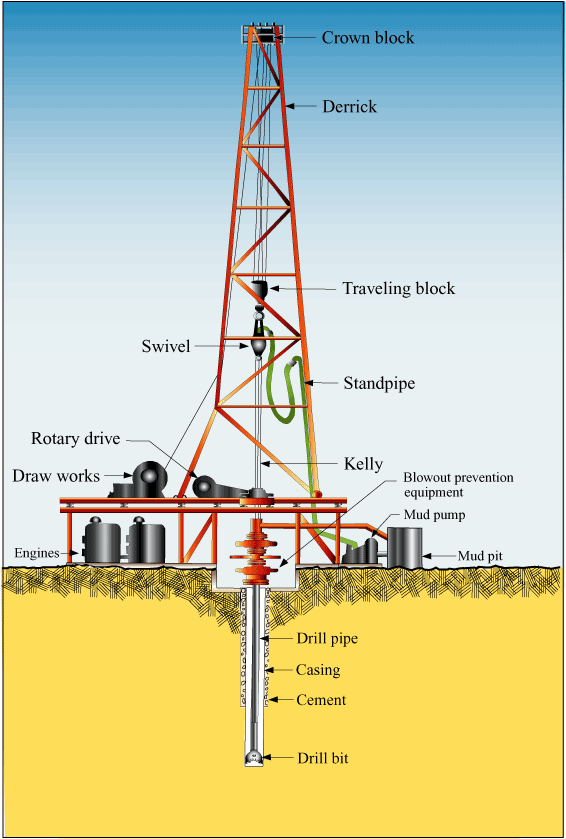 Crown block
Derrick
Traveling block
Swivel
Standpipe
Rotary drive
Draw works
Kelly
Blowout prevention
equipment
Mud pump
Engines
Mud pit
Drill pipe
Casing
Cement
Drill bit